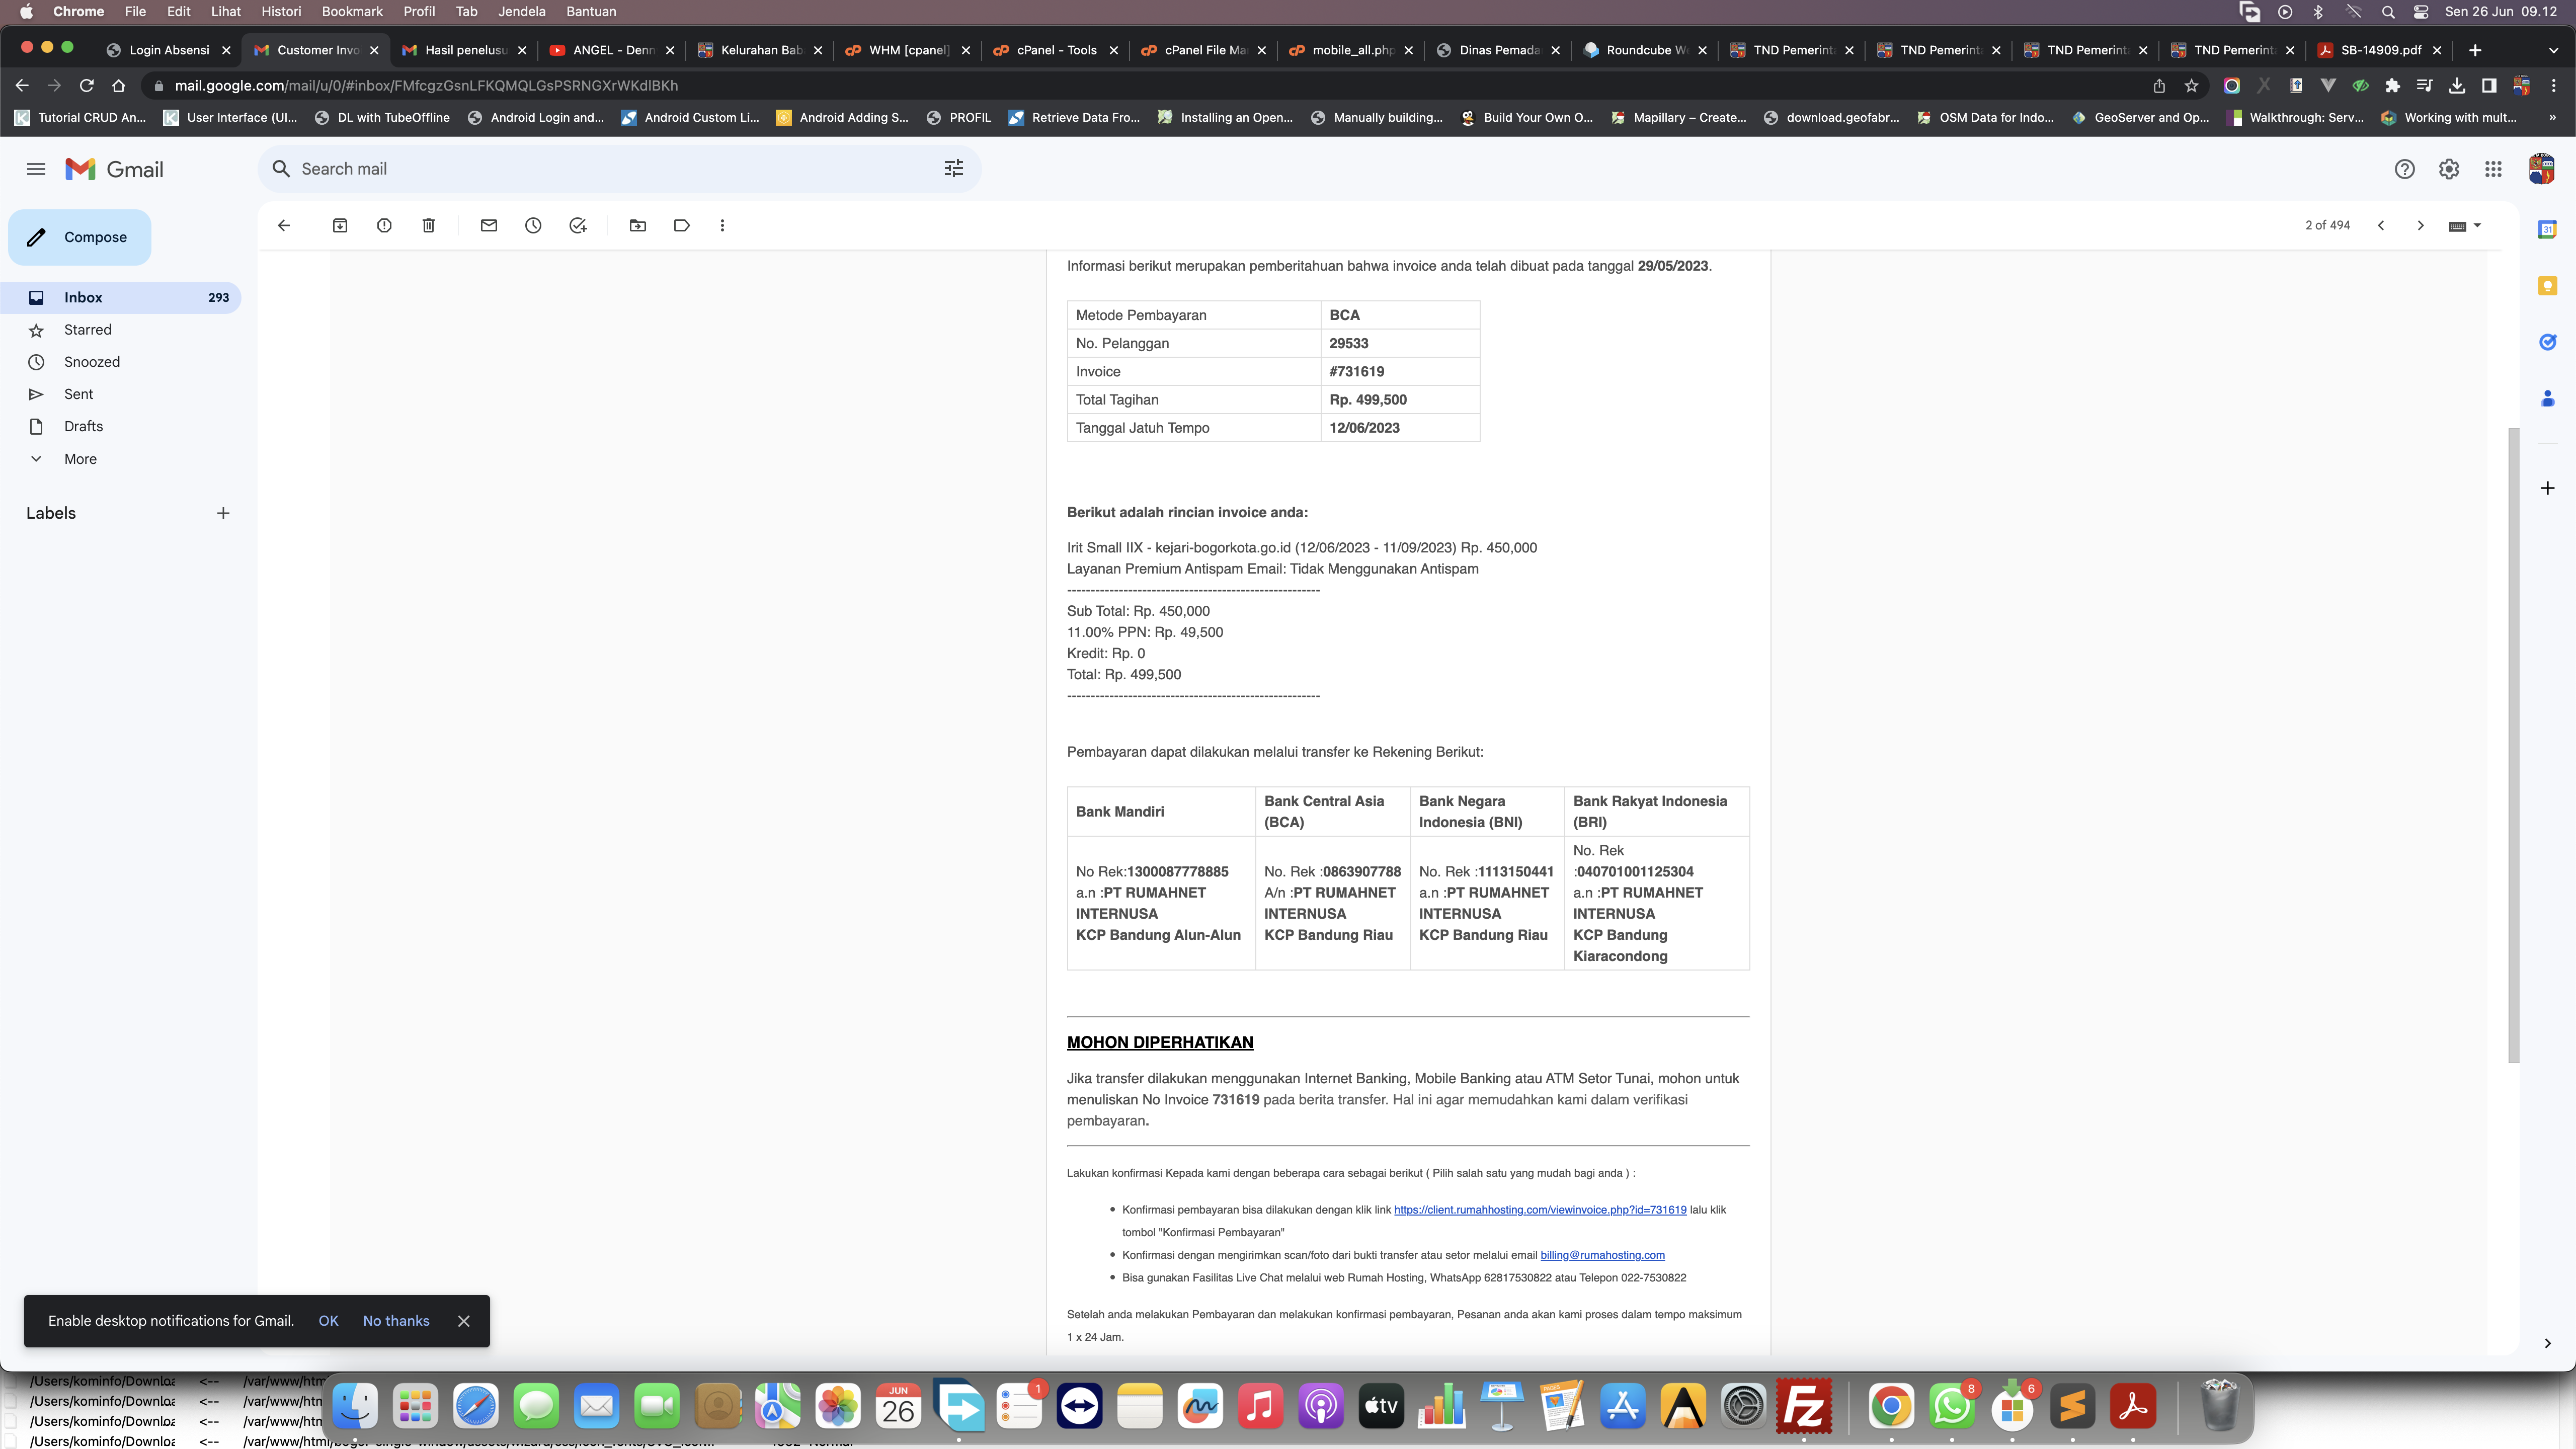 Chrome File Edit Lihat Histori Bookmark Profil Tab Jendela Bantuan Sen 26 Jun 09.12
Login Absensi Customer Invo Hasil penelusu ANGEL - Denn Kelurahan Bab WHM [cpanel] cPanel - Tools cPanel File Ma mobile_all.php Dinas Pemada Roundcube We TND Pemerint TND Pemerint TND Pemerint TND Pemerint SB-14909.pdf
mail.google.com/mail/u/0/#inbox/FMfcgzGsnLFKQMQLGsPSRNGXrWKdlBKh
Tutorial CRUD An... User Interface (UI... DL with TubeOffline Android Login and... Android Custom Li... Android Adding S... PROFIL Retrieve Data Fro... Installing an Open... Manually building... Build Your Own O... Mapillary – Create... download.geofabr... OSM Data for Indo... GeoServer and Op... Walkthrough: Serv... Working with mult... »
Gmail Search mail
Compose
2 of 494
Inbox 293
Starred
Snoozed
Sent
Drafts
More
Labels
Informasi berikut merupakan pemberitahuan bahwa invoice anda telah dibuat pada tanggal 29/05/2023.
Metode Pembayaran BCA
No. Pelanggan 29533
Invoice #731619
Total Tagihan Rp. 499,500
Tanggal Jatuh Tempo 12/06/2023
Berikut adalah rincian invoice anda:
Irit Small IIX - kejari-bogorkota.go.id (12/06/2023 - 11/09/2023) Rp. 450,000
Layanan Premium Antispam Email: Tidak Menggunakan Antispam
------------------------------------------------------
Sub Total: Rp. 450,000
11.00% PPN: Rp. 49,500
Kredit: Rp. 0
Total: Rp. 499,500
------------------------------------------------------
Pembayaran dapat dilakukan melalui transfer ke Rekening Berikut:
Bank Mandiri
Bank Central Asia
(BCA)
Bank Negara
Indonesia (BNI)
Bank Rakyat Indonesia
(BRI)
No Rek:1300087778885
a.n :PT RUMAHNET
INTERNUSA
KCP Bandung Alun-Alun
No. Rek :0863907788
A/n :PT RUMAHNET
INTERNUSA
KCP Bandung Riau
No. Rek :1113150441
a.n :PT RUMAHNET
INTERNUSA
KCP Bandung Riau
No. Rek
:040701001125304
a.n :PT RUMAHNET
INTERNUSA
KCP Bandung
Kiaracondong
MOHON DIPERHATIKAN
Jika transfer dilakukan menggunakan Internet Banking, Mobile Banking atau ATM Setor Tunai, mohon untuk
menuliskan No Invoice 731619 pada berita transfer. Hal ini agar memudahkan kami dalam verifikasi
pembayaran.
Lakukan konfirmasi Kepada kami dengan beberapa cara sebagai berikut ( Pilih salah satu yang mudah bagi anda ) :
Konfirmasi pembayaran bisa dilakukan dengan klik link https://client.rumahhosting.com/viewinvoice.php?id=731619 lalu klik
tombol "Konfirmasi Pembayaran"
Konfirmasi dengan mengirimkan scan/foto dari bukti transfer atau setor melalui email billing@rumahosting.com
Bisa gunakan Fasilitas Live Chat melalui web Rumah Hosting, WhatsApp 62817530822 atau Telepon 022-7530822
Setelah anda melakukan Pembayaran dan melakukan konfirmasi pembayaran, Pesanan anda akan kami proses dalam tempo maksimum
1 x 24 Jam.
Enable desktop notifications for Gmail. OK No thanks
/Users/kominfo/Downloa <-- /var/www/htm
/Users/kominfo/Downloa <-- /var/www/htm
/Users/kominfo/Downloa <-- /var/www/htm
/Users/kominfo/Downloa <--
JUN
26
1
tv
8
6